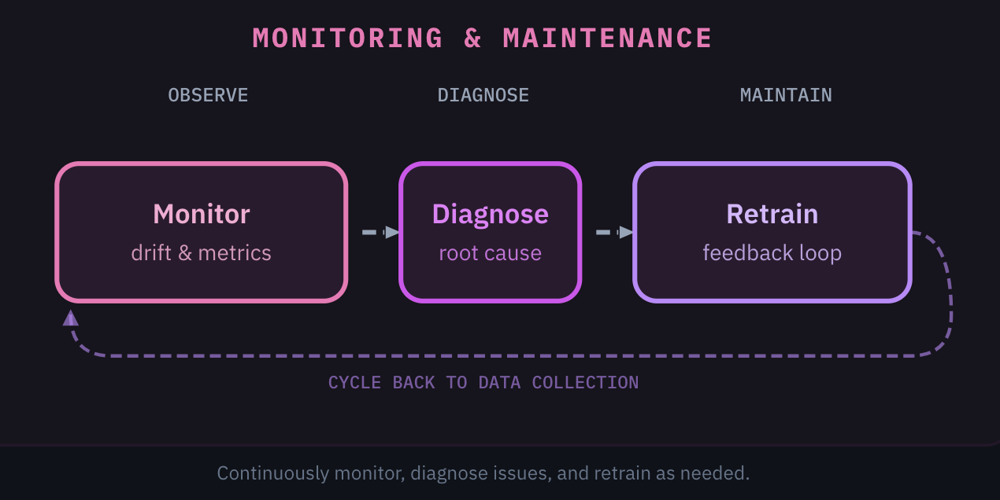 MONITORING & MAINTENANCE
OBSERVE
DIAGNOSE
MAINTAIN
Monitor
drift & metrics
Diagnose
root cause
Retrain
feedback loop
CYCLE BACK TO DATA COLLECTION
Continuously monitor, diagnose issues, and retrain as needed.